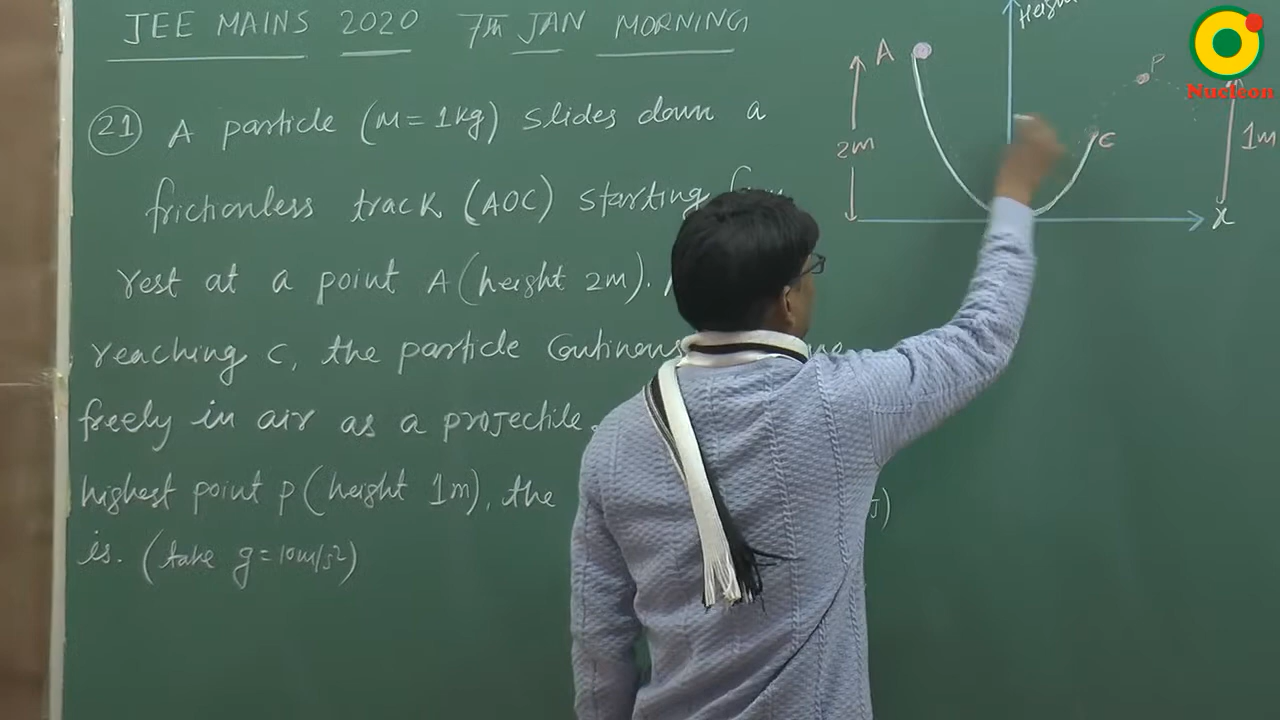 JEE MAINS 2020 7th JAN MORNING
(21) A particle (M=1kg) slides down a
frictionless track (AOC) starting
rest at a point A (height 2m).
reaching C, the particle
freely in air as a projectile.
highest point P (height 1m), the
is. (take g=10m/s²)
A
2m
C
P
1m
x
Nucleon